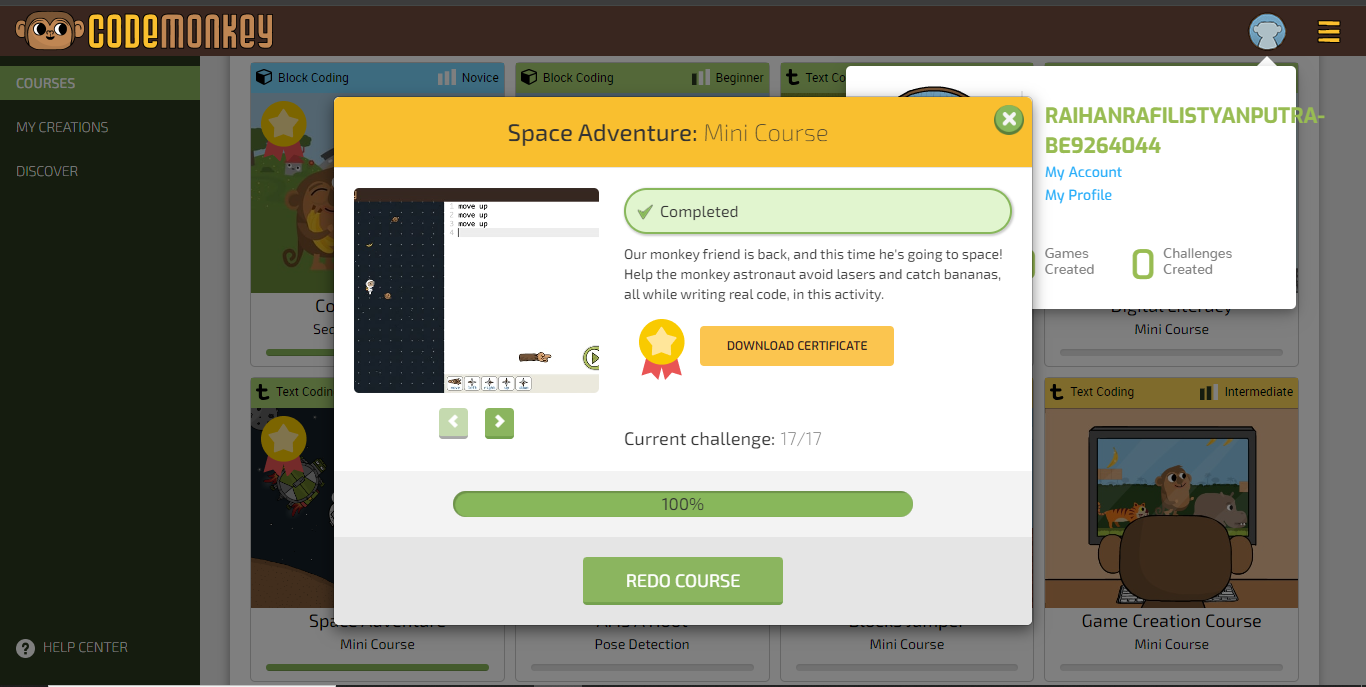 CODEMONKEY
COURSES
MY CREATIONS
DISCOVER
HELP CENTER
Block Coding
Novice
Block Coding
Beginner
Text Co
RAIHANRAFILISTYANPUTRA-
BE9264044
My Account
My Profile
Games
Created
0
Challenges
Created
Space Adventure: Mini Course
1 move up
2 move up
3 move up
4
Completed
Our monkey friend is back, and this time he's going to space!
Help the monkey astronaut avoid lasers and catch bananas,
all while writing real code, in this activity.
DOWNLOAD CERTIFICATE
Current challenge: 17/17
100%
REDO COURSE
Co
Seq
Digital Literacy
Mini Course
Text Coding
Text Coding
Intermediate
Space Adventure
Mini Course
Pose Detection
Blocks Jumper
Mini Course
Game Creation Course
Mini Course